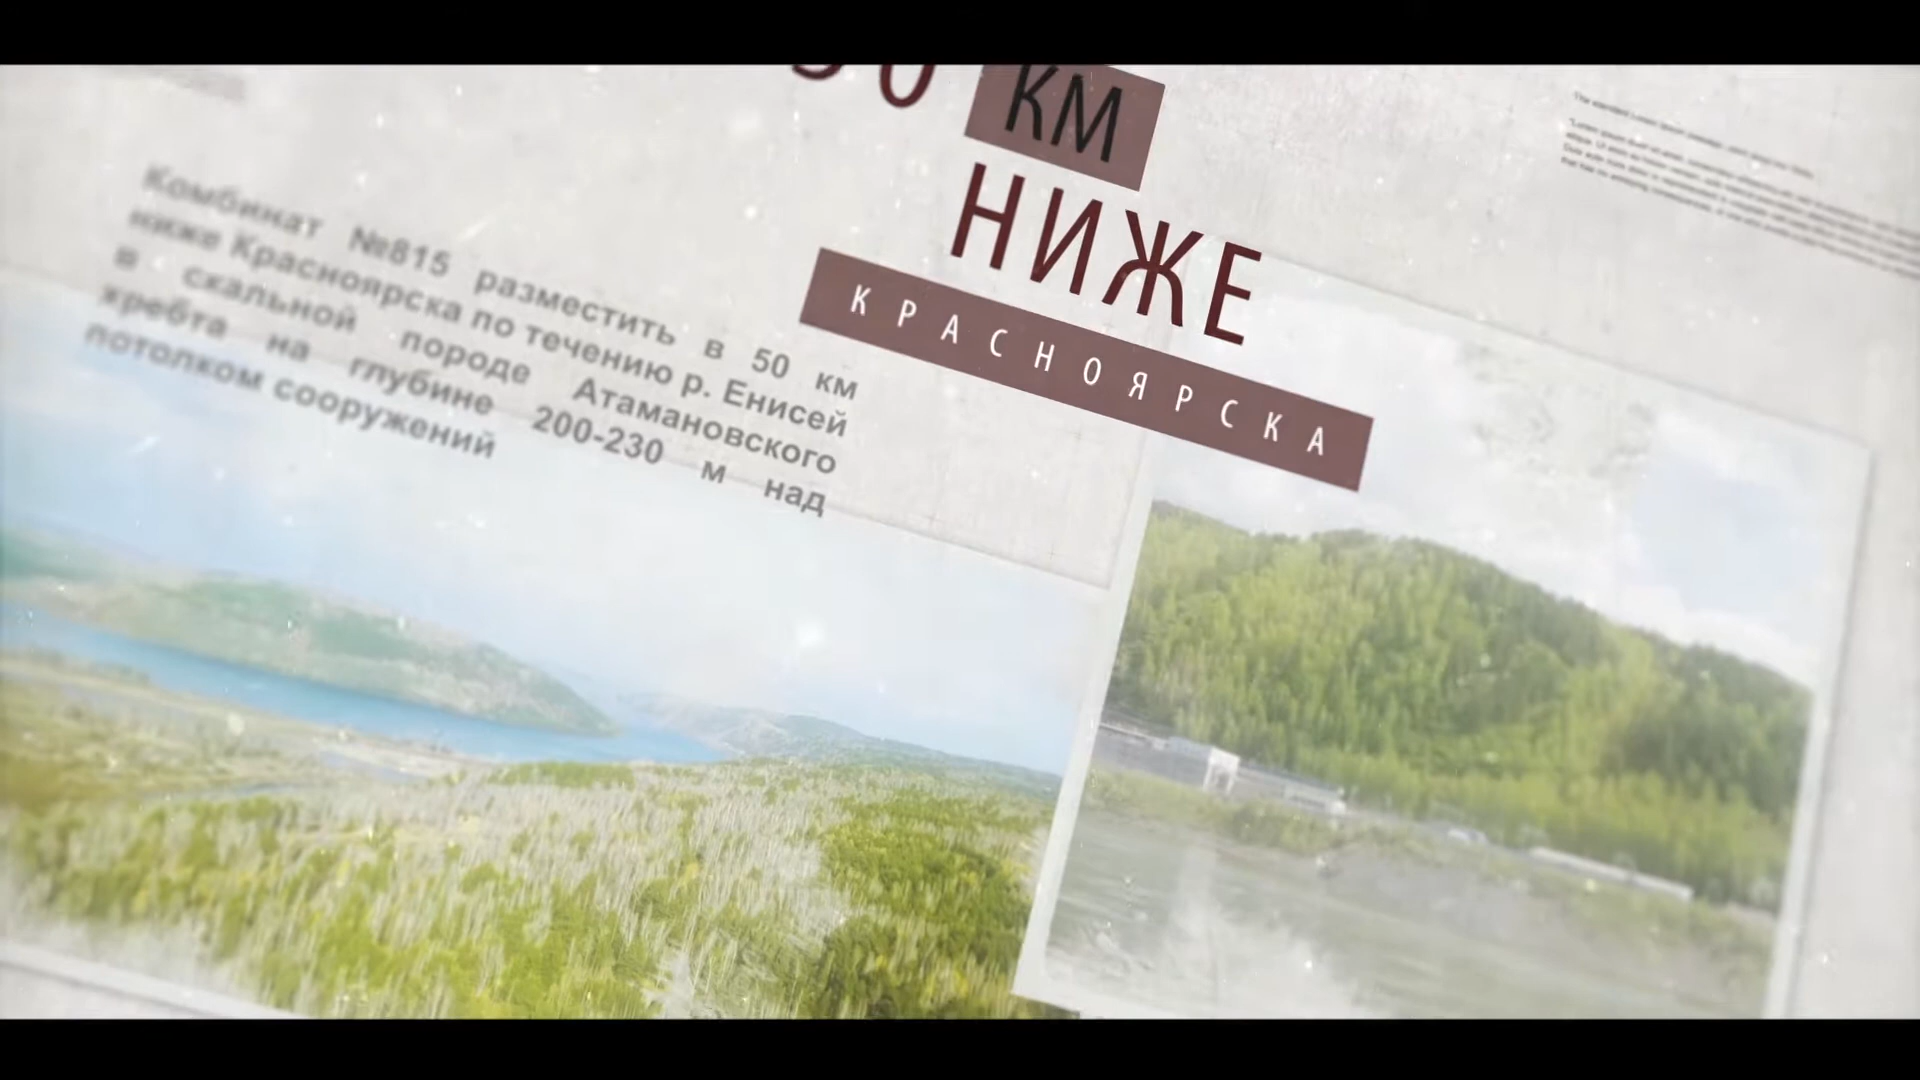 50 КМ
НИЖЕ
КРАСНОЯРСКА
Комбинат №815 разместить в 50 км
ниже Красноярска по течению р. Енисей
в скальной породе Атамановского
хребта на глубине 200-230 м над
потолком сооружений